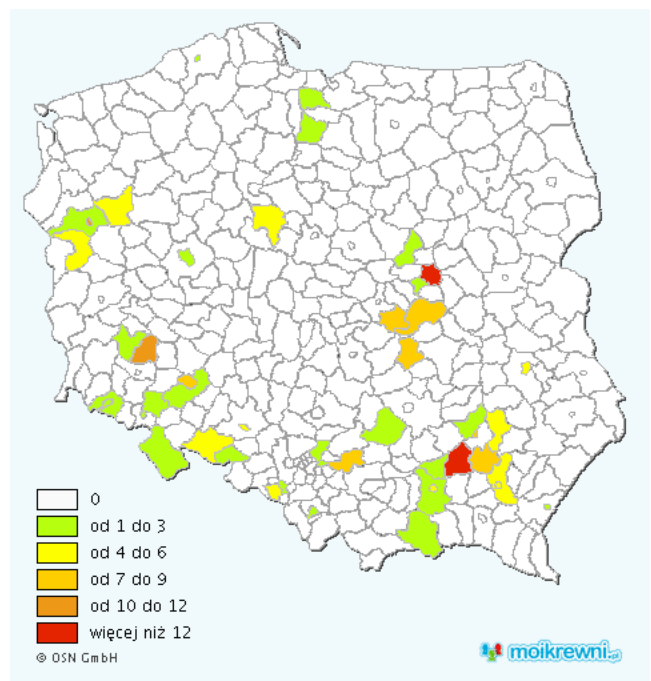 0
od 1 do 3
od 4 do 6
od 7 do 9
od 10 do 12
więcej niż 12
© OSN GmbH
moikrewni.pl